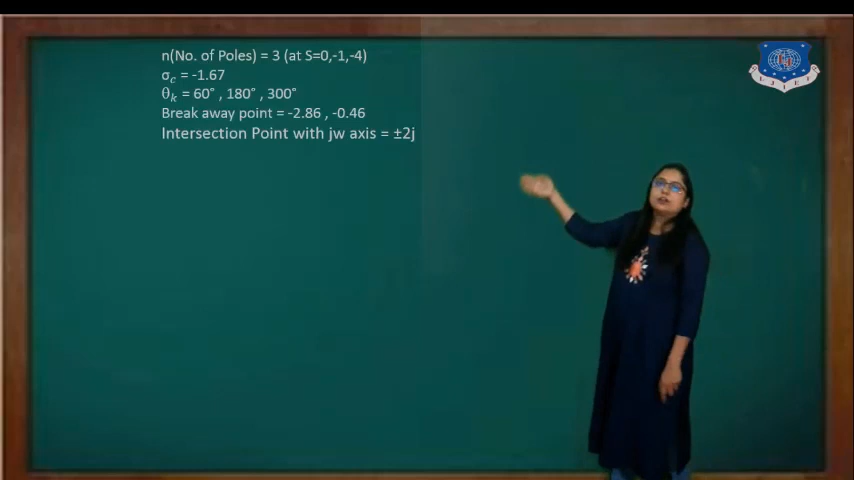 n(No. of Poles) = 3 (at S=0,-1,-4)
σc = -1.67
θk = 60° , 180° , 300°
Break away point = -2.86 , -0.46
Intersection Point with jw axis = ±2j
L J I E T